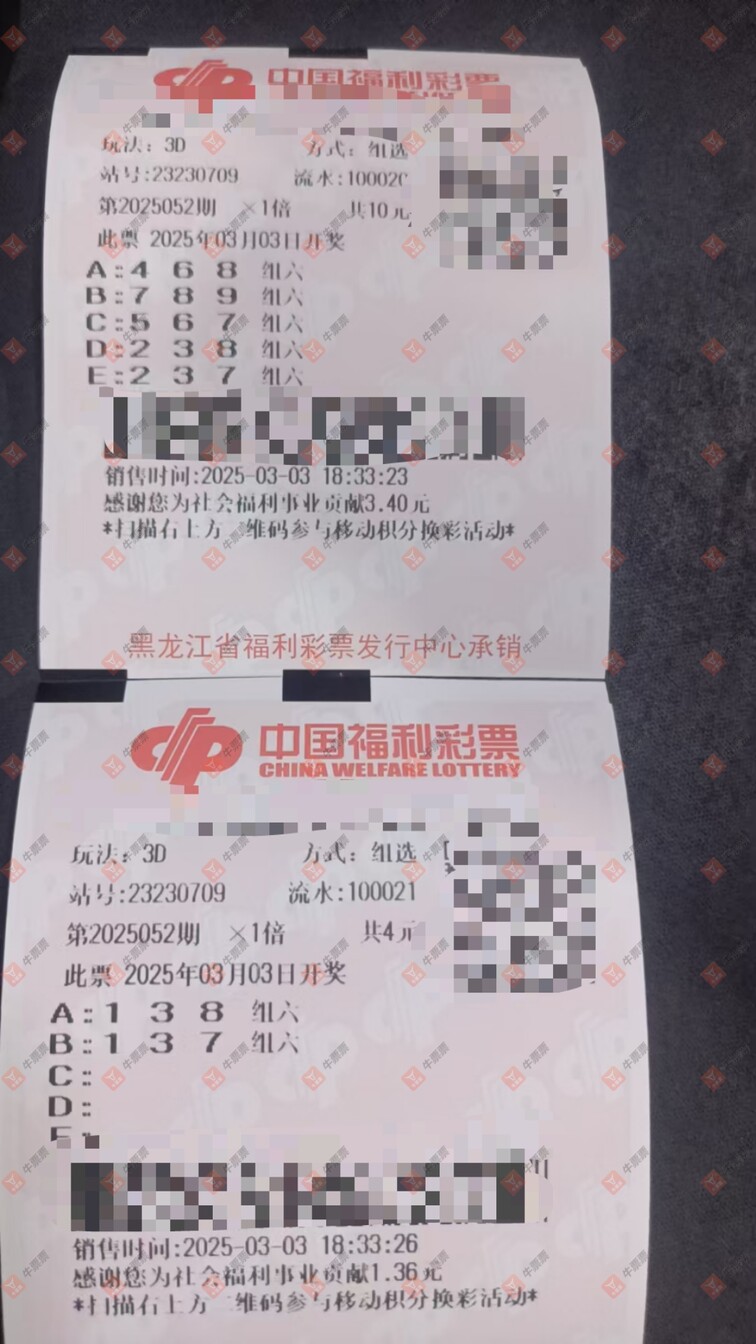 中国福利彩票
玩法：3D 方式：组选
站号:23230709 流水:100020
第2025052期 ×1倍 共10元
此票 2025年03月03日开奖
A:4 6 8 组六
B:7 8 9 组六
C:5 6 7 组六
D:2 3 8 组六
E:2 3 7 组六
销售时间:2025-03-03 18:33:23
感谢您为社会福利事业贡献3.40元
*扫描右上方二维码参与移动积分换彩活动*
黑龙江省福利彩票发行中心承销
中国福利彩票
CHINA WELFARE LOTTERY
玩法：3D 方式：组选
站号:23230709 流水:100021
第2025052期 ×1倍 共4元
此票 2025年03月03日开奖
A:1 3 8 组六
B:1 3 7 组六
C:
D:
E:
销售时间:2025-03-03 18:33:26
感谢您为社会福利事业贡献1.36元
*扫描右上方二维码参与移动积分换彩活动*
牛票票